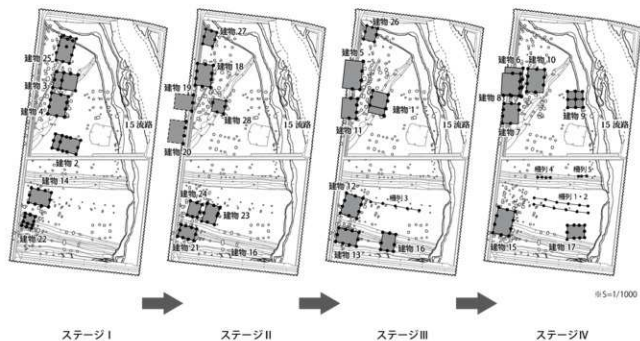 建物 25
建物 3
建物 4
建物 2
建物 14
建物 22
15 流路
建物 27
建物 18
建物 19
建物 28
建物 20
建物 24
建物 23
建物 21
建物 16
15 流路
建物 26
建物 5
建物 1
建物 11
建物 12
柵列 3
建物 13
建物 16
15 流路
建物 6
建物 10
建物 8
建物 9
建物 7
柵列 4
柵列 5
柵列 1・2
建物 15
建物 17
15 流路
※S=1/1000
ステージ Ⅰ
ステージ Ⅱ
ステージ Ⅲ
ステージ Ⅳ